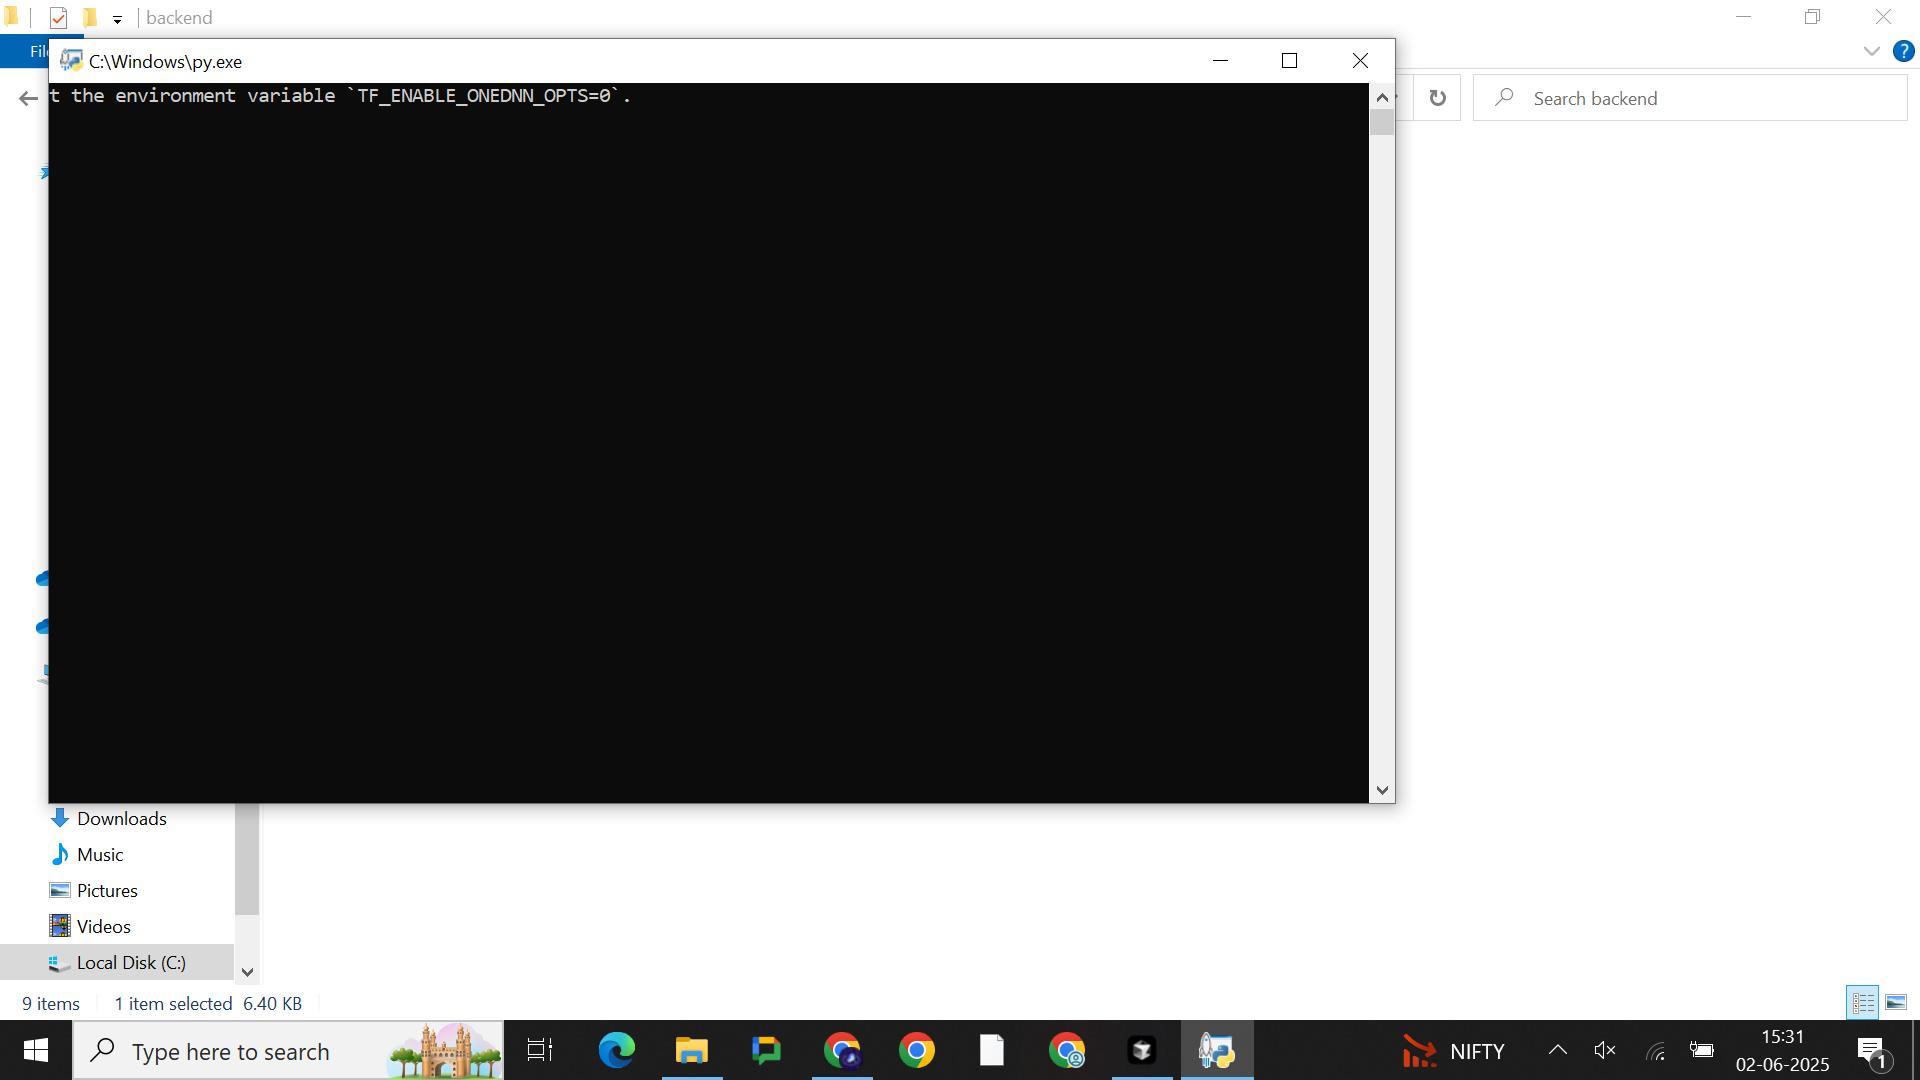 backend
Fil
C:\Windows\py.exe
t the environment variable `TF_ENABLE_ONEDNN_OPTS=0`.
Search backend
Downloads
Music
Pictures
Videos
Local Disk (C:)
9 items 1 item selected 6.40 KB
Type here to search
NIFTY
15:31
02-06-2025
1